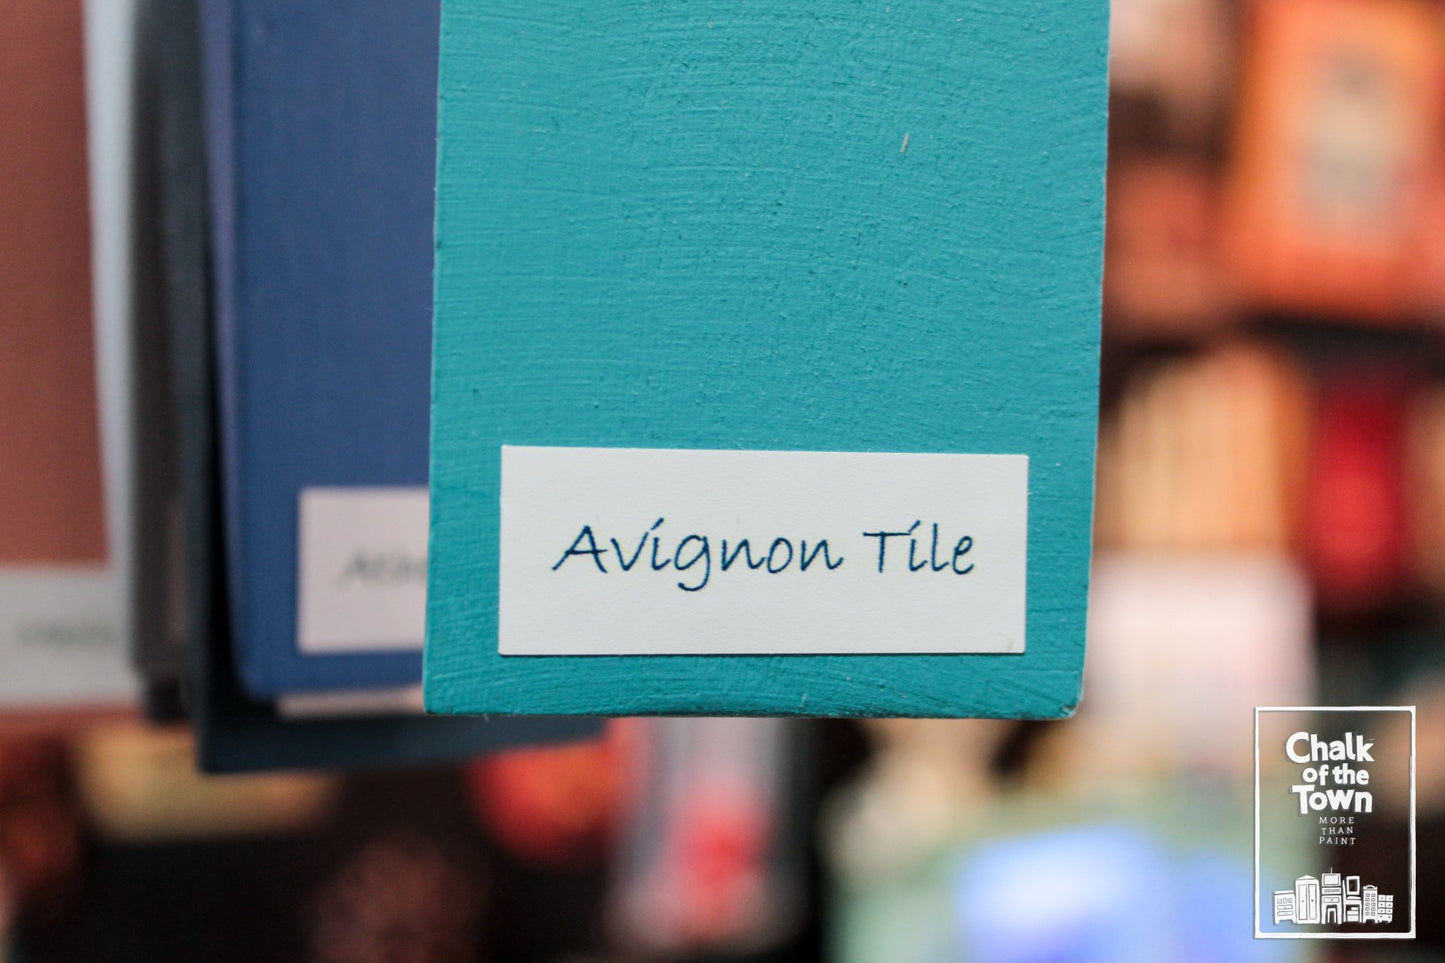 Avignon Tile
Chalk
of the
Town
MORE
THAN
PAINT